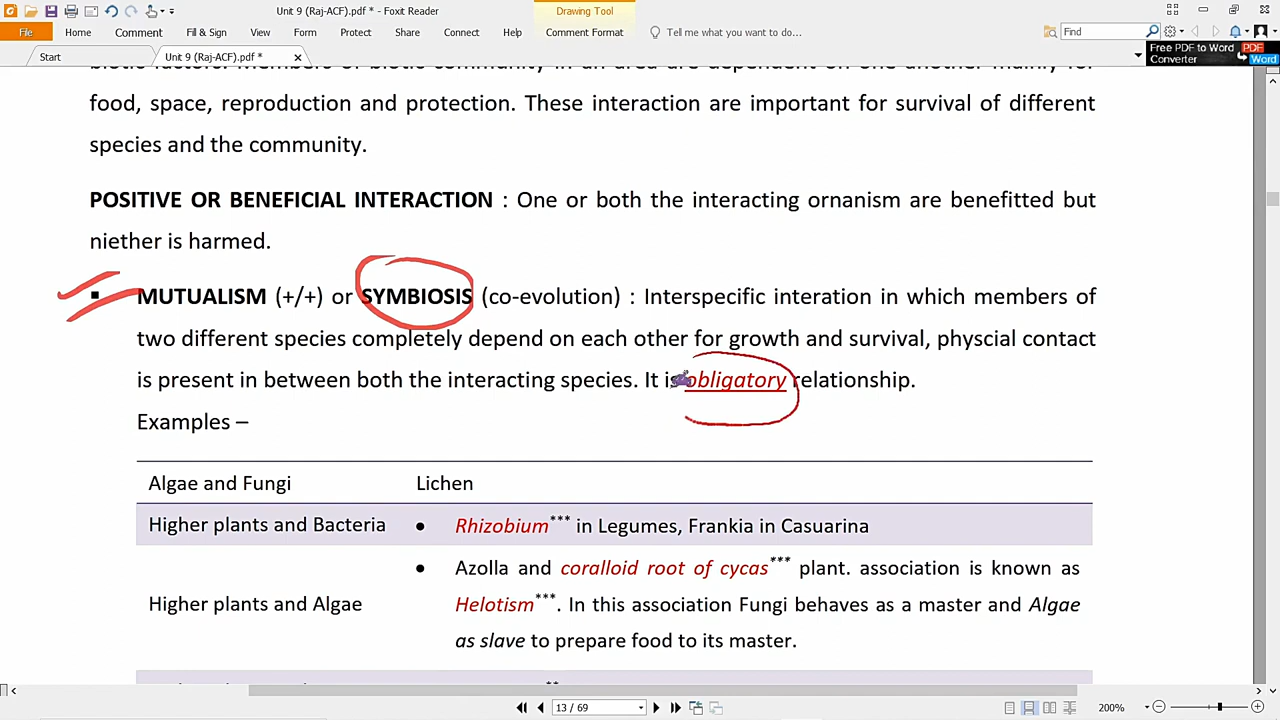 Unit 9 (Raj-ACF).pdf * - Foxit Reader
Drawing Tool
File Home Comment View Form Fill & Sign Protect Share Connect Help Comment Format Tell me what you want to do... Find
Start Unit 9 (Raj-ACF).pdf * Free PDF to Word Converter PDF Word
food, space, reproduction and protection. These interaction are important for survival of different
species and the community.
POSITIVE OR BENEFICIAL INTERACTION : One or both the interacting ornanism are benefitted but
niether is harmed.
▪ MUTUALISM (+/+) or SYMBIOSIS (co-evolution) : Interspecific interation in which members of
two different species completely depend on each other for growth and survival, physcial contact
is present in between both the interacting species. It is obligatory relationship.
Examples –
Algae and Fungi Lichen
Higher plants and Bacteria ● Rhizobium*** in Legumes, Frankia in Casuarina
● Azolla and coralloid root of cycas*** plant. association is known as
Higher plants and Algae Helotism***. In this association Fungi behaves as a master and Algae
as slave to prepare food to its master.
13 / 69 200%